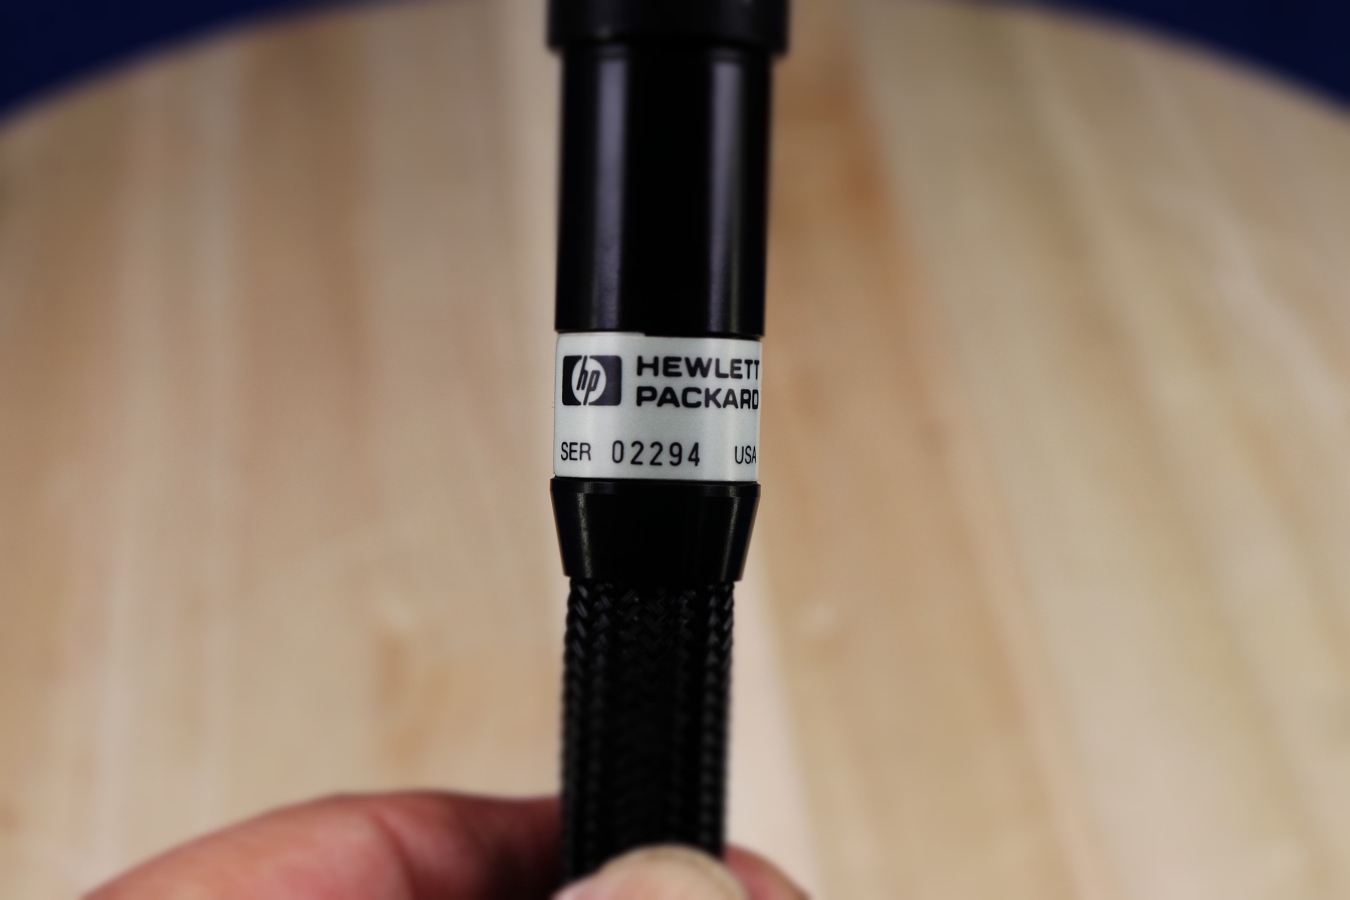 hp HEWLETT
PACKARD
SER 02294 USA